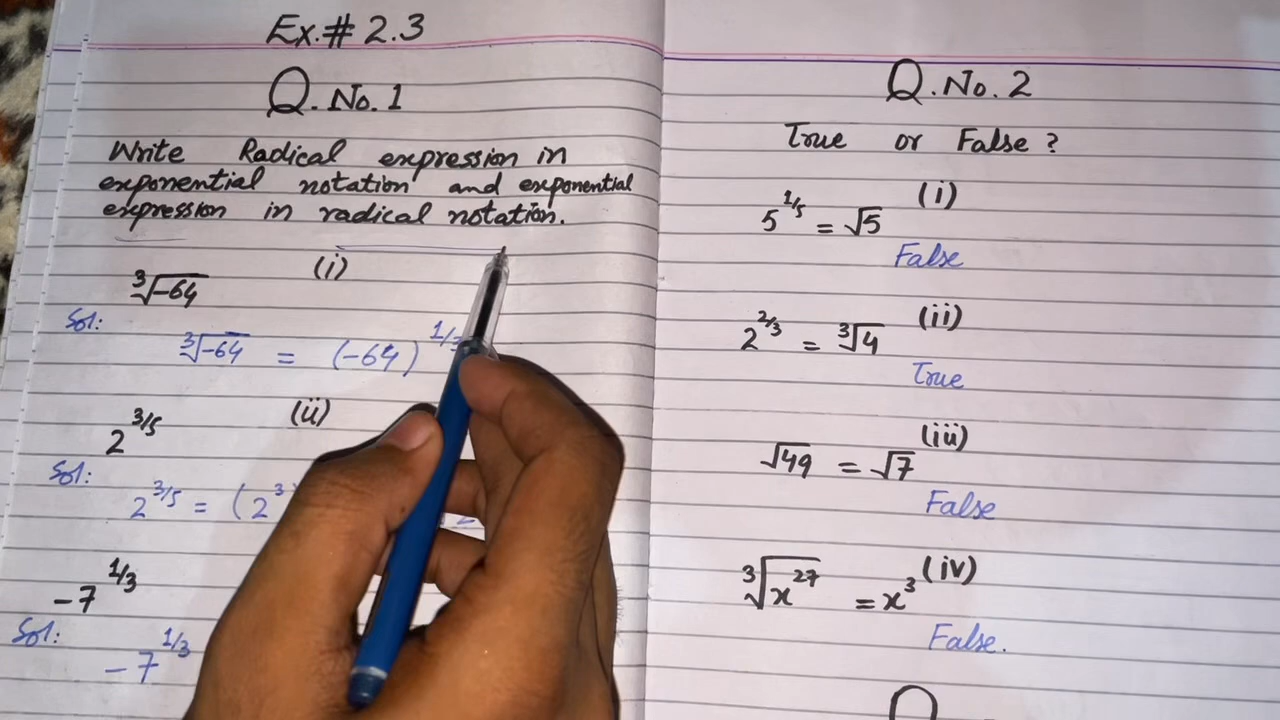 Ex.# 2.3
Q. No. 1
Write Radical expression in
exponential notation and exponential
expression in radical notation.
(i)
∛-64
Sol:
∛-64 = (-64)^1/3
(ii)
2^3/5
Sol:
2^3/5 = (2^3
-7^1/3
Sol:
-7^1/3
Q. No. 2
True or False ?
(i)
5^1/5 = √5
False
(ii)
2^2/3 = ∛4
True
(iii)
√49 = √7
False
(iv)
∛x^27 = x^3
False.